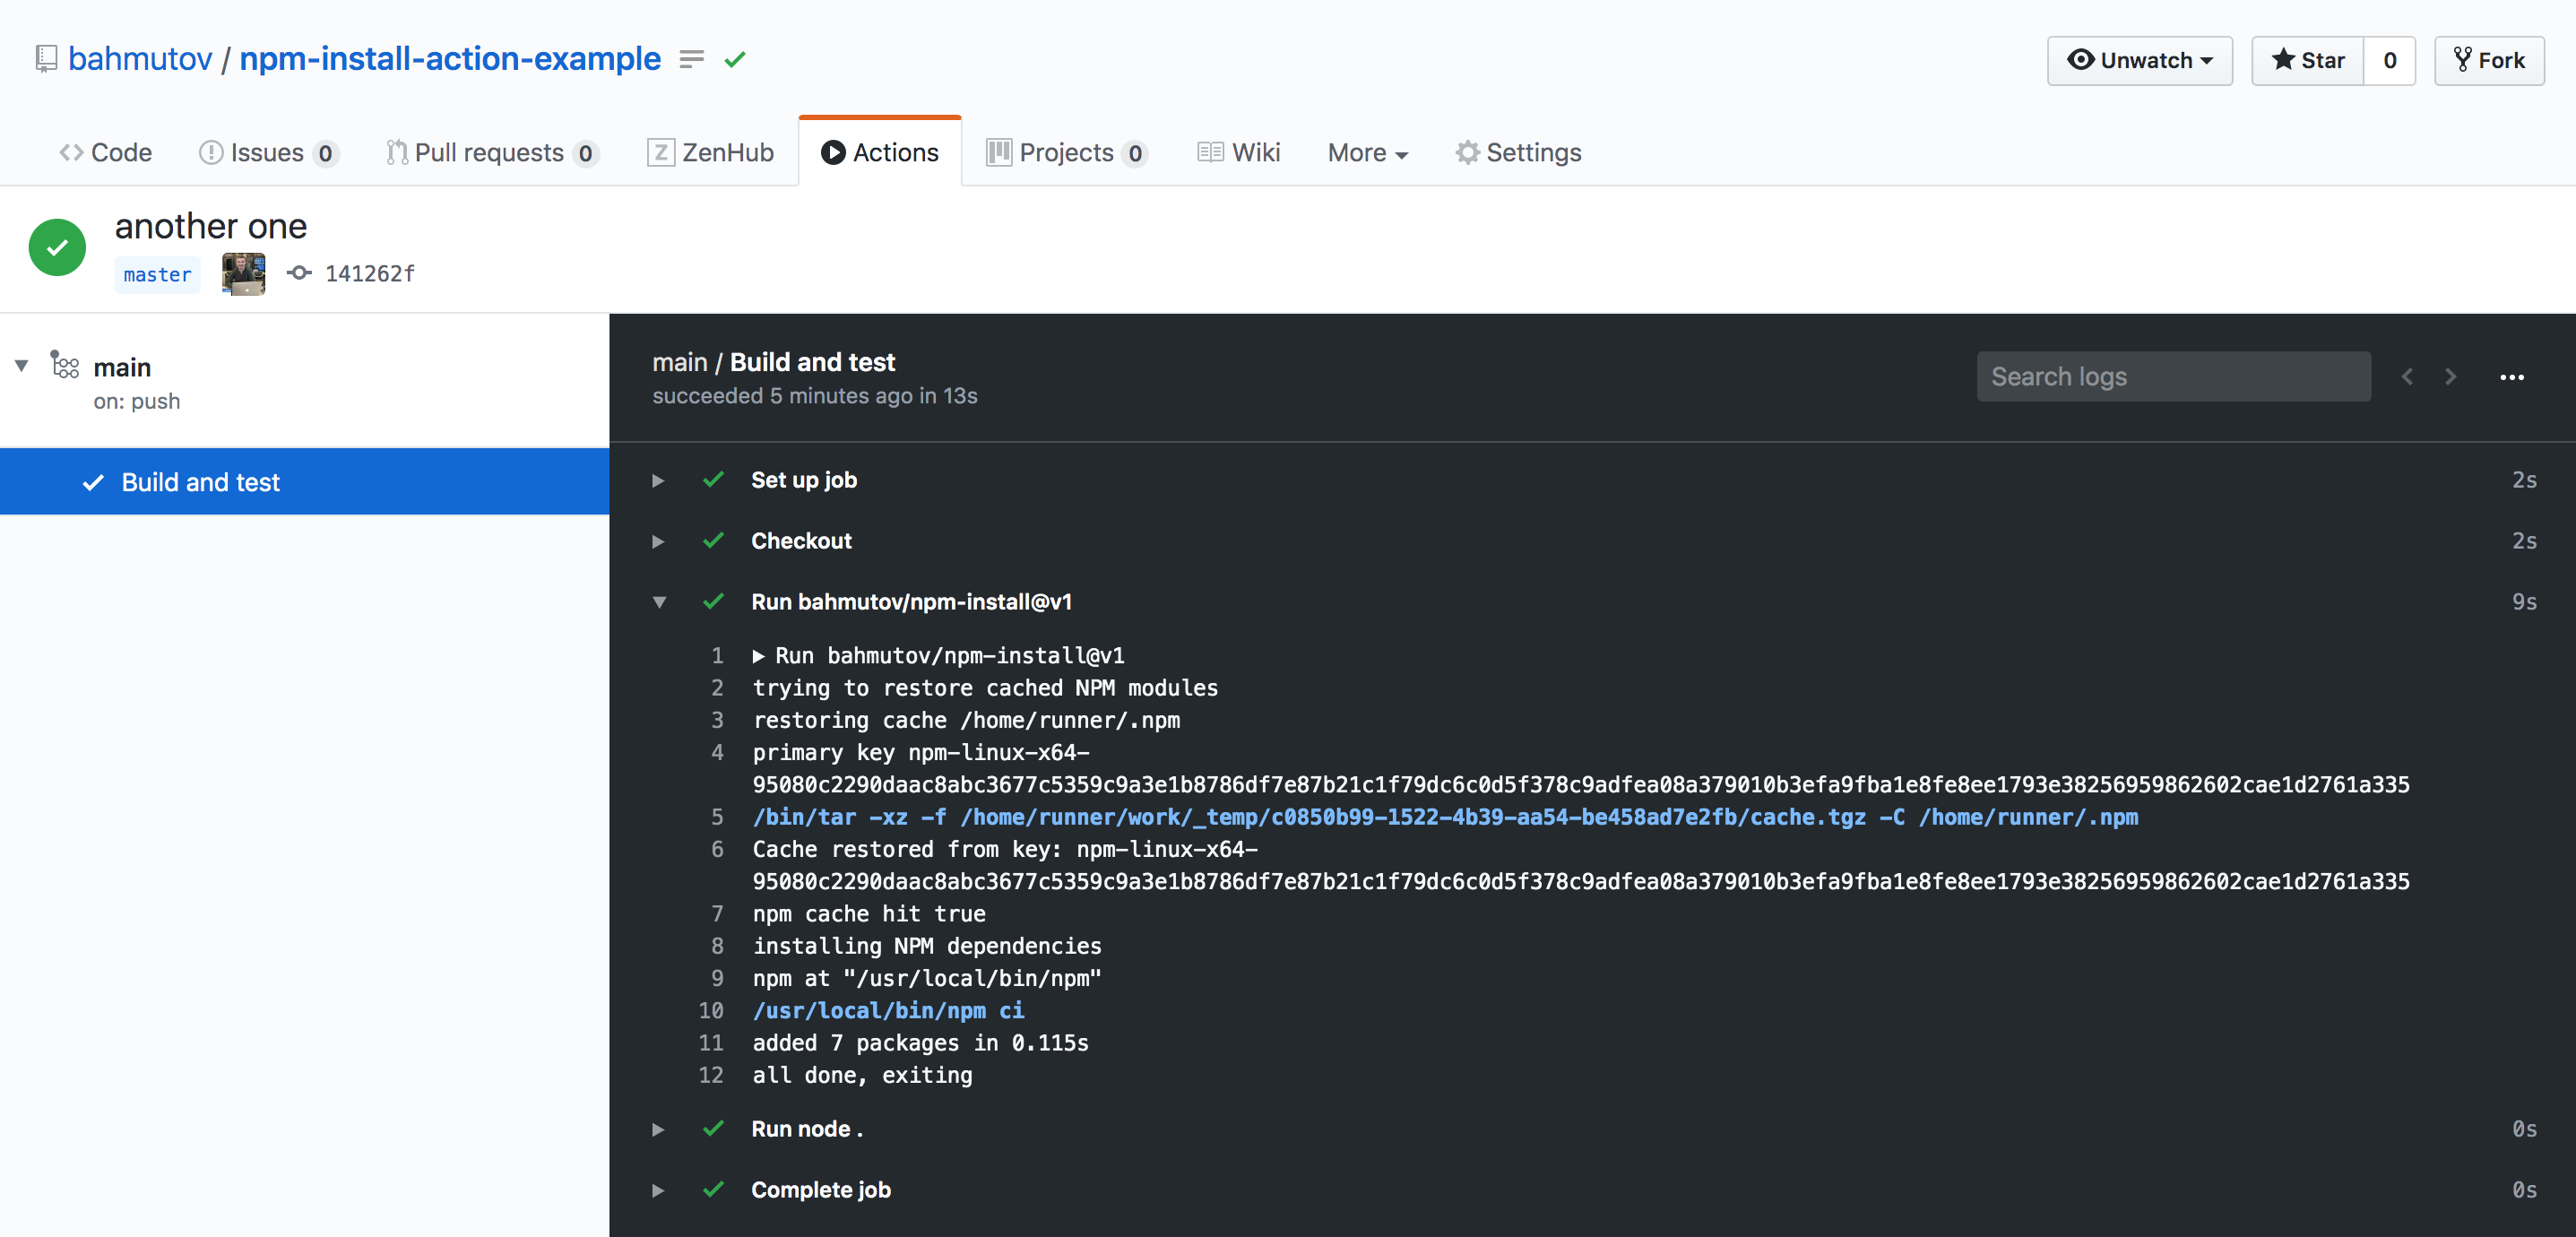 bahmutov / npm-install-action-example
Unwatch
Star 0
Fork
Code
Issues 0
Pull requests 0
Z ZenHub
Actions
Projects 0
Wiki
More
Settings
another one
master 141262f
main
on: push
Build and test
main / Build and test
succeeded 5 minutes ago in 13s
Search logs
Set up job 2s
Checkout 2s
Run bahmutov/npm-install@v1 9s
1 Run bahmutov/npm-install@v1
2 trying to restore cached NPM modules
3 restoring cache /home/runner/.npm
4 primary key npm-linux-x64-
95080c2290daac8abc3677c5359c9a3e1b8786df7e87b21c1f79dc6c0d5f378c9adfea08a379010b3efa9fba1e8fe8ee1793e38256959862602cae1d2761a335
5 /bin/tar -xz -f /home/runner/work/_temp/c0850b99-1522-4b39-aa54-be458ad7e2fb/cache.tgz -C /home/runner/.npm
6 Cache restored from key: npm-linux-x64-
95080c2290daac8abc3677c5359c9a3e1b8786df7e87b21c1f79dc6c0d5f378c9adfea08a379010b3efa9fba1e8fe8ee1793e38256959862602cae1d2761a335
7 npm cache hit true
8 installing NPM dependencies
9 npm at "/usr/local/bin/npm"
10 /usr/local/bin/npm ci
11 added 7 packages in 0.115s
12 all done, exiting
Run node . 0s
Complete job 0s